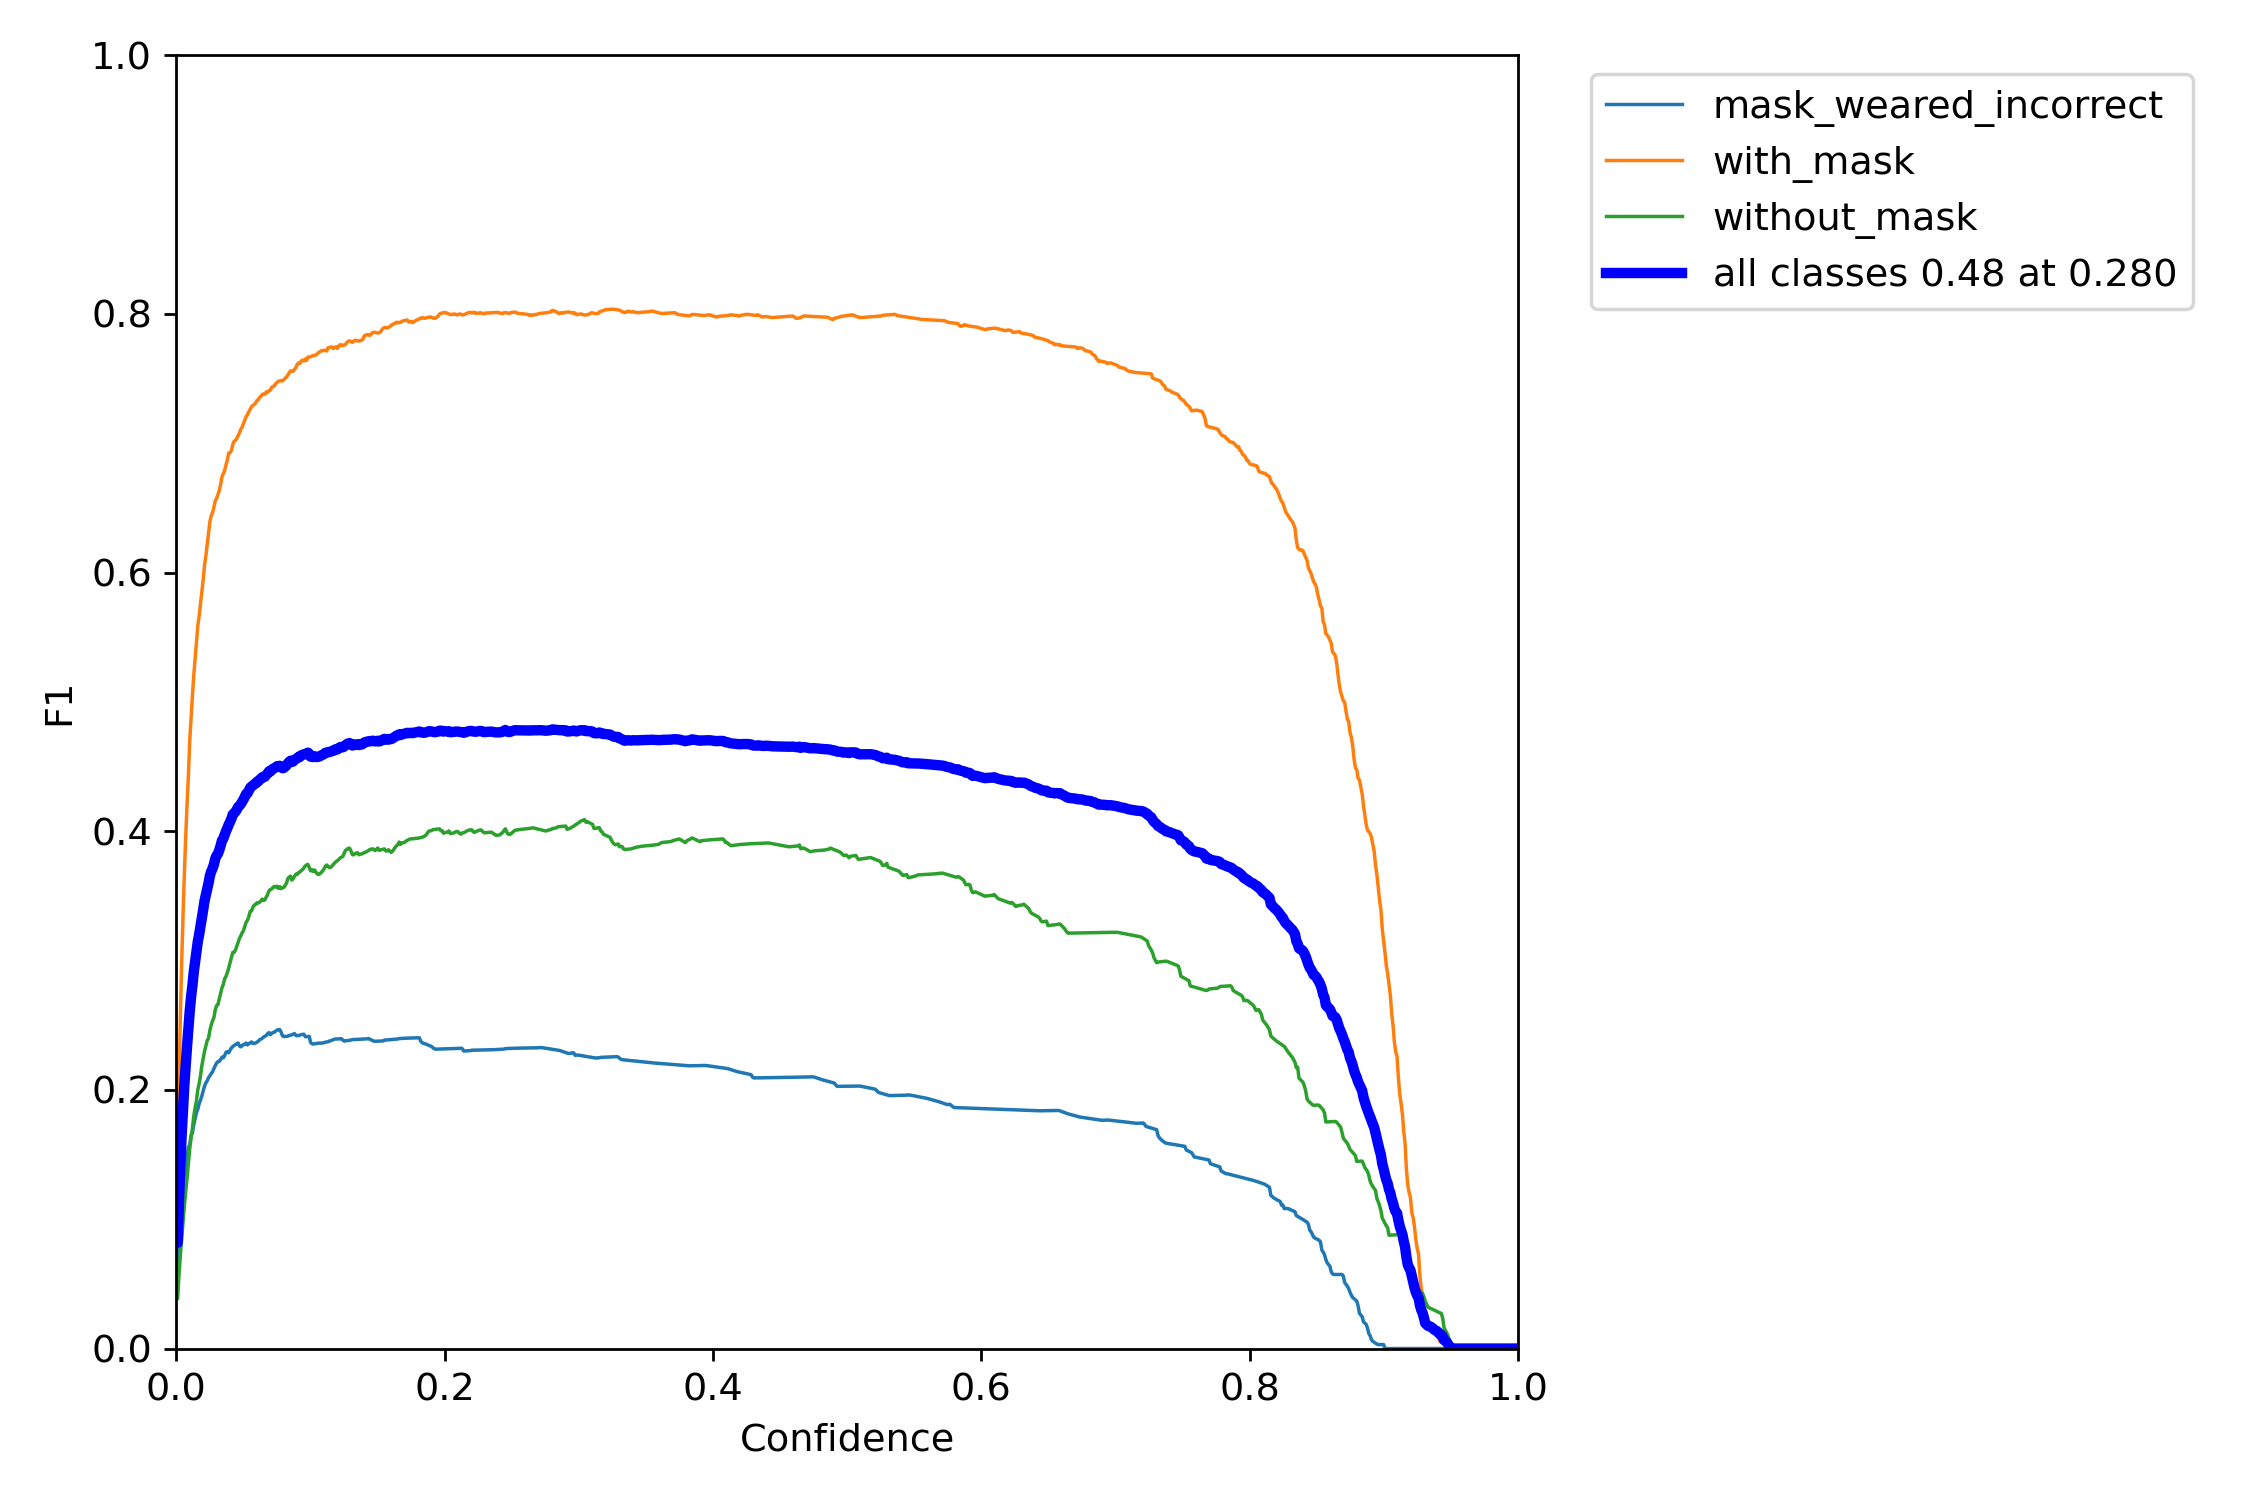 1.0
0.8
0.6
0.4
0.2
0.0
F1
0.0 0.2 0.4 0.6 0.8 1.0
Confidence
mask_weared_incorrect
with_mask
without_mask
all classes 0.48 at 0.280